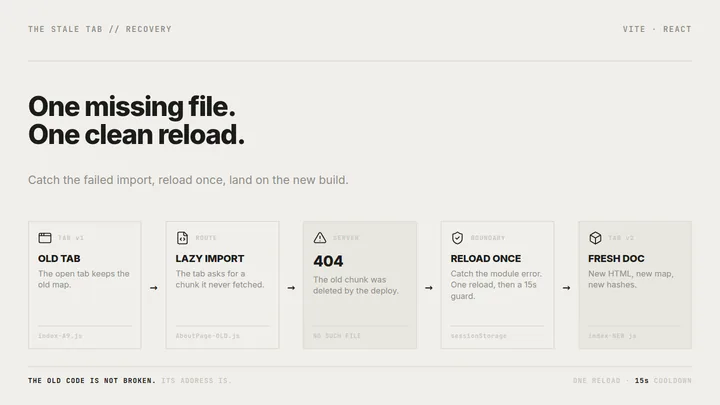 THE STALE TAB // RECOVERY
VITE · REACT
One missing file.
One clean reload.
Catch the failed import, reload once, land on the new build.
TAB v1
OLD TAB
The open tab keeps the
old map.
index-A9.js
→
ROUTE
LAZY IMPORT
The tab asks for a
chunk it never fetched.
AboutPage-OLD.js
→
SERVER
404
The old chunk was
deleted by the deploy.
NO SUCH FILE
→
BOUNDARY
RELOAD ONCE
Catch the module error.
One reload, then a 15s
guard.
sessionStorage
→
TAB v2
FRESH DOC
New HTML, new map,
new hashes.
index-NEW.js
THE OLD CODE IS NOT BROKEN. ITS ADDRESS IS.
ONE RELOAD · 15s COOLDOWN